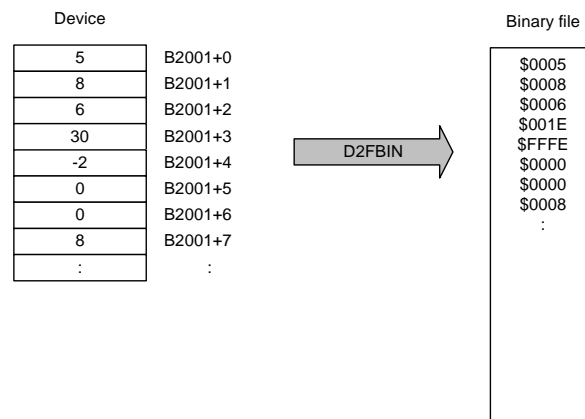 Device
Binary file
5 B2001+0
8 B2001+1
6 B2001+2
30 B2001+3
-2 B2001+4
0 B2001+5
0 B2001+6
8 B2001+7
: :
D2FBIN
$0005
$0008
$0006
$001E
$FFFE
$0000
$0000
$0008
: